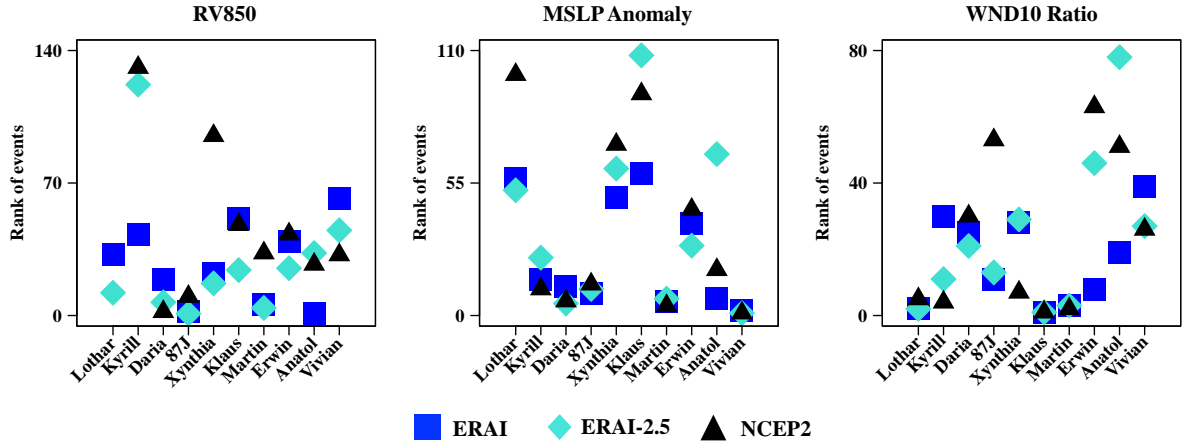 RV850
MSLP Anomaly
WND10 Ratio
Rank of events
140
70
0
Lothar
Kyrill
Daria
87J
Xynthia
Klaus
Martin
Erwin
Anatol
Vivian
Rank of events
110
55
0
Lothar
Kyrill
Daria
87J
Xynthia
Klaus
Martin
Erwin
Anatol
Vivian
Rank of events
80
40
0
Lothar
Kyrill
Daria
87J
Xynthia
Klaus
Martin
Erwin
Anatol
Vivian
ERAI
ERAI-2.5
NCEP2